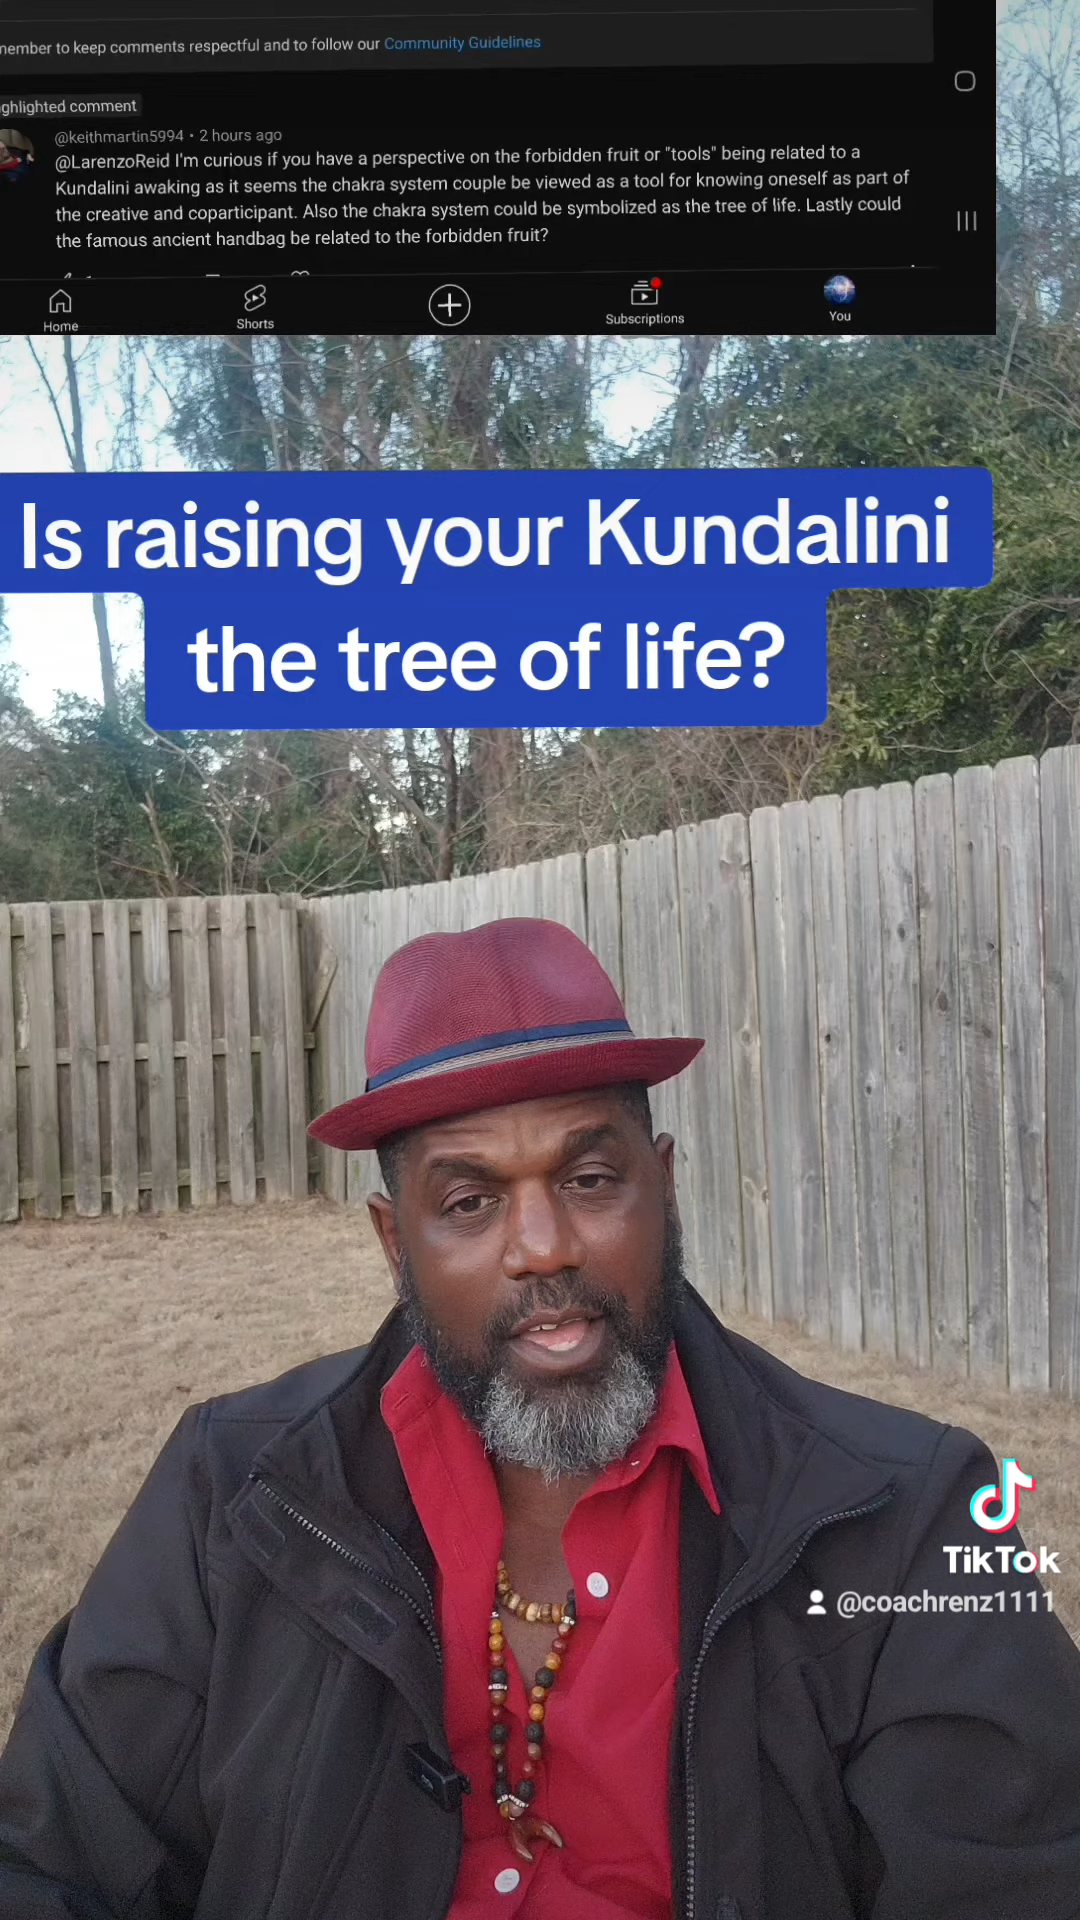 member to keep comments respectful and to follow our Community Guidelines
ghlighted comment
@keithmartin5994 • 2 hours ago
@LarenzoReid I'm curious if you have a perspective on the forbidden fruit or "tools" being related to a
Kundalini awaking as it seems the chakra system couple be viewed as a tool for knowing oneself as part of
the creative and coparticipant. Also the chakra system could be symbolized as the tree of life. Lastly could
the famous ancient handbag be related to the forbidden fruit?
Home
Shorts
Subscriptions
You
Is raising your Kundalini
the tree of life?
TikTok
@coachrenz1111